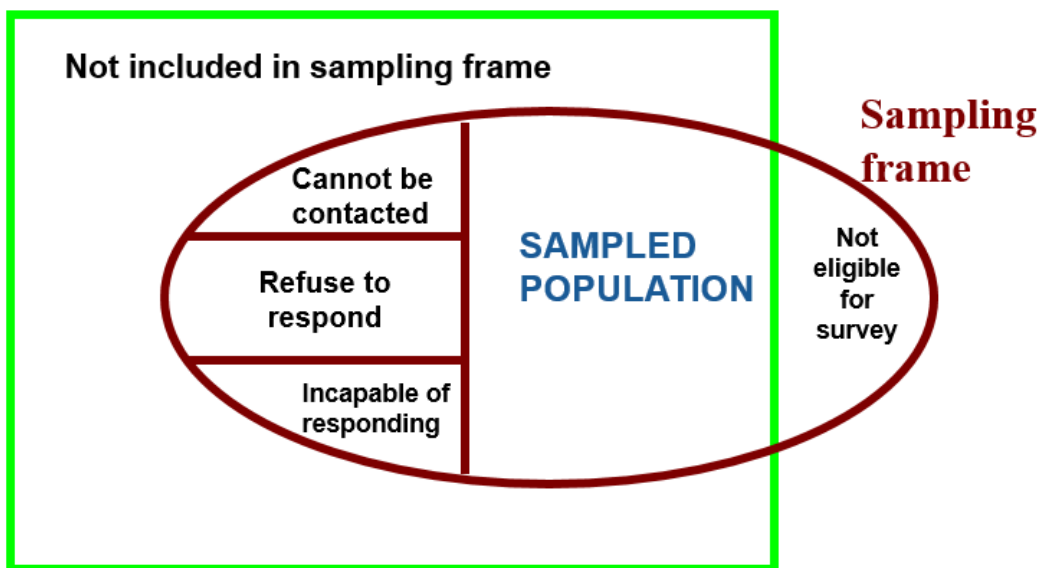 Not included in sampling frame
Sampling
frame
Cannot be
contacted
SAMPLED
POPULATION
Not
eligible
for
survey
Refuse to
respond
Incapable of
responding